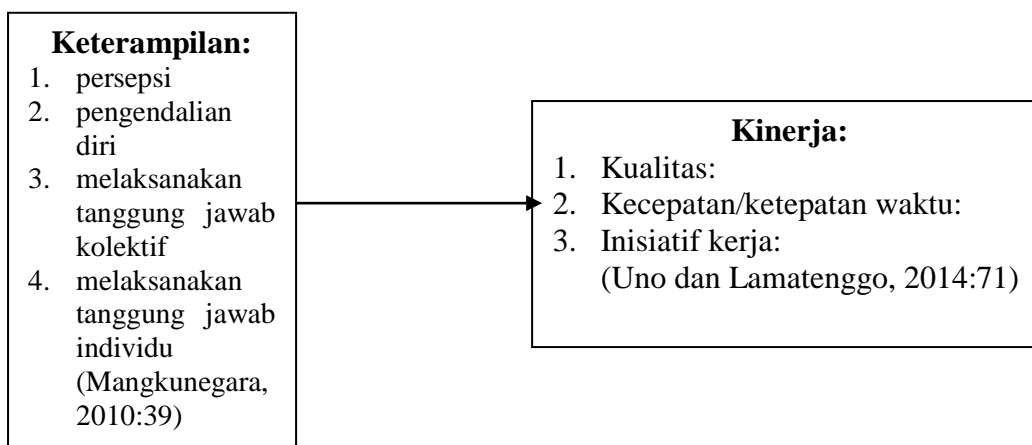 Keterampilan:
1. persepsi
2. pengendalian
diri
3. melaksanakan
tanggung jawab
kolektif
4. melaksanakan
tanggung jawab
individu
(Mangkunegara,
2010:39)
Kinerja:
1. Kualitas:
2. Kecepatan/ketepatan waktu:
3. Inisiatif kerja:
(Uno dan Lamatenggo, 2014:71)